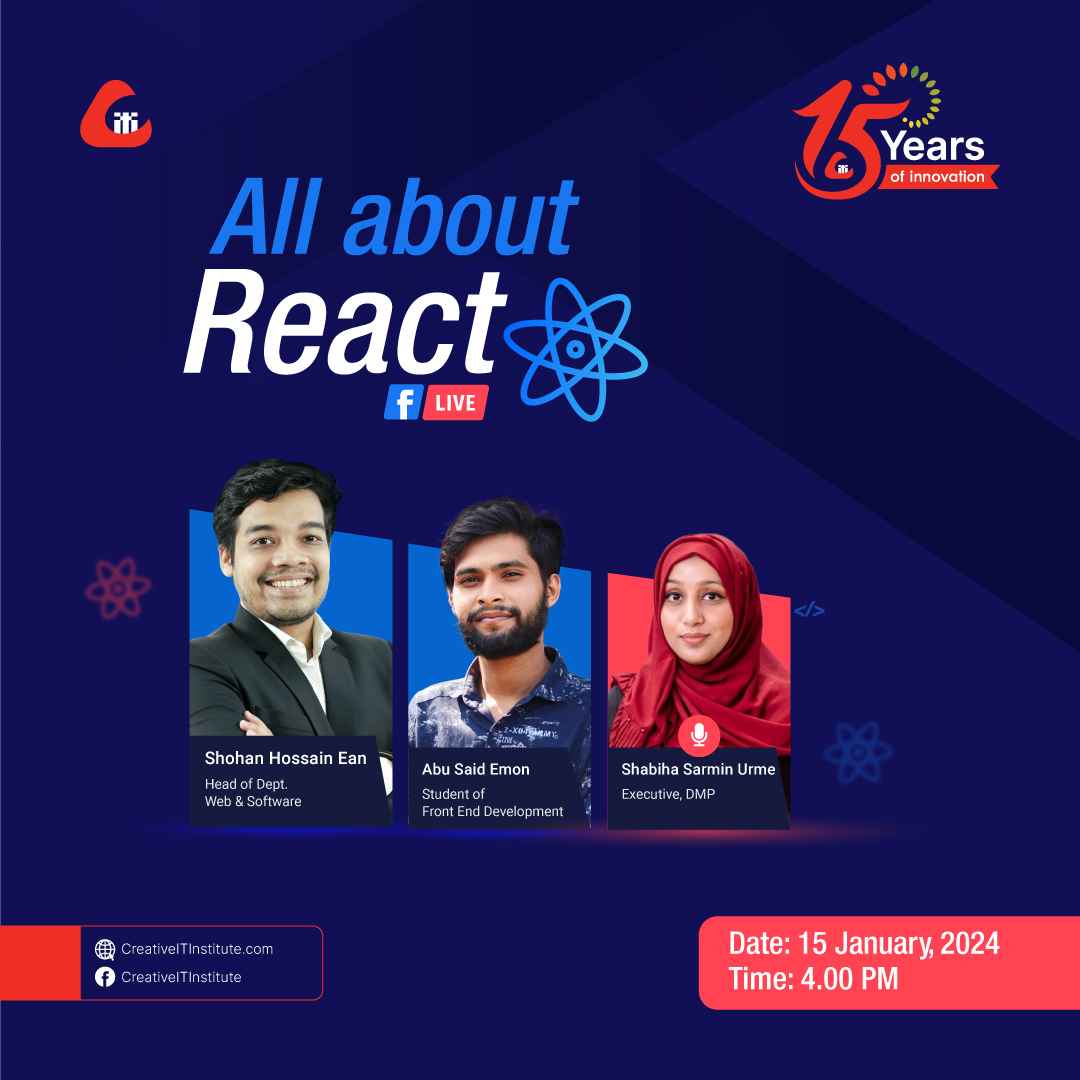 iTi
15
Years
of innovation
All about
React
f LIVE
</>
Shohan Hossain Ean
Head of Dept.
Web & Software
Abu Said Emon
Student of
Front End Development
Shabiha Sarmin Urme
Executive, DMP
CreativeITInstitute.com
CreativeITInstitute
Date: 15 January, 2024
Time: 4.00 PM